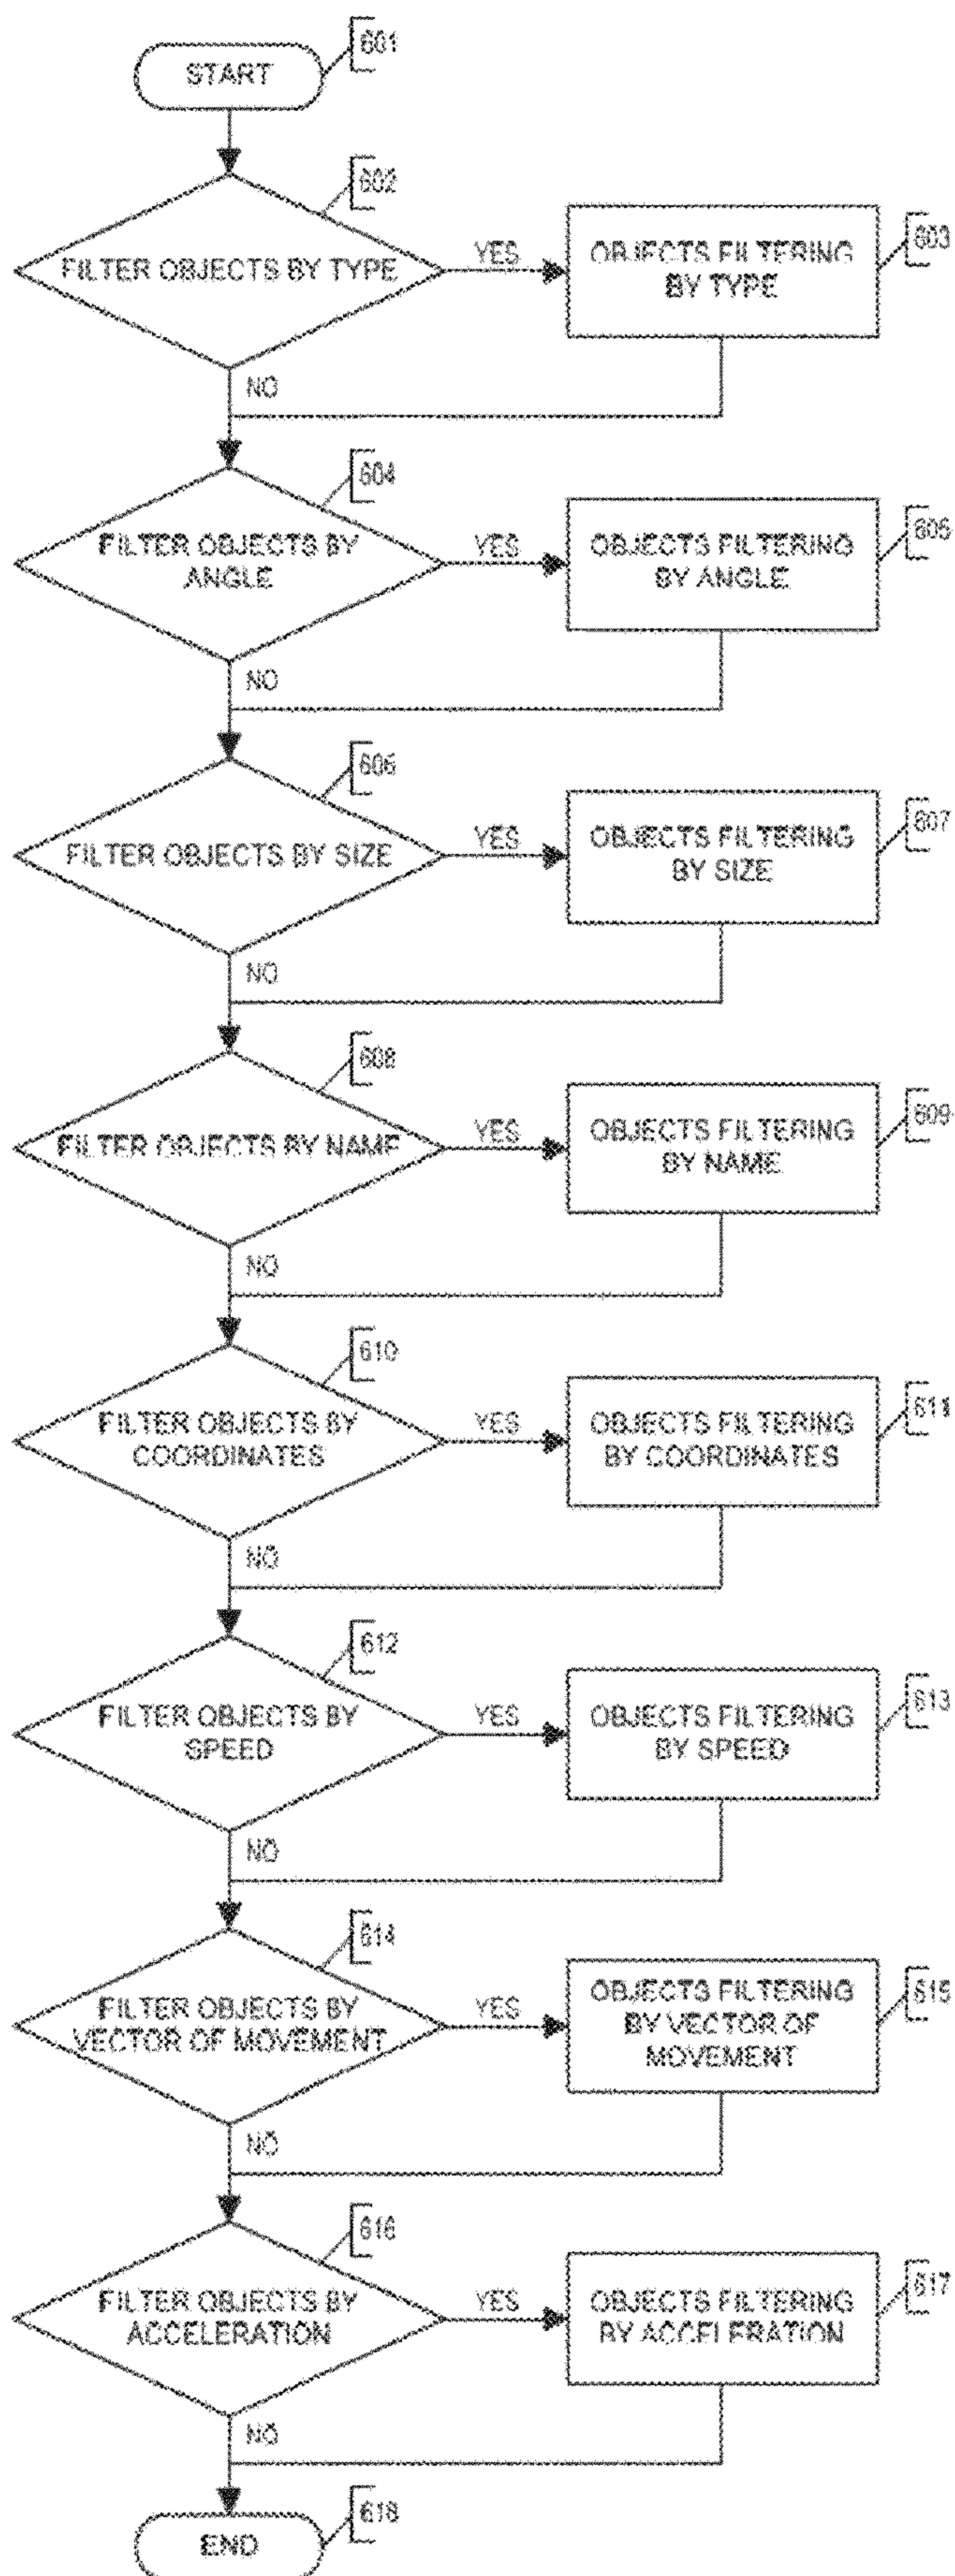 START
601
602
FILTER OBJECTS BY TYPE
YES
OBJECTS FILTERING
BY TYPE
603
NO
604
FILTER OBJECTS BY
ANGLE
YES
OBJECTS FILTERING
BY ANGLE
605
NO
606
FILTER OBJECTS BY SIZE
YES
OBJECTS FILTERING
BY SIZE
607
NO
608
FILTER OBJECTS BY NAME
YES
OBJECTS FILTERING
BY NAME
609
NO
610
FILTER OBJECTS BY
COORDINATES
YES
OBJECTS FILTERING
BY COORDINATES
611
NO
612
FILTER OBJECTS BY
SPEED
YES
OBJECTS FILTERING
BY SPEED
613
NO
614
FILTER OBJECTS BY
VECTOR OF MOVEMENT
YES
OBJECTS FILTERING
BY VECTOR OF
MOVEMENT
615
NO
616
FILTER OBJECTS BY
ACCELERATION
YES
OBJECTS FILTERING
BY ACCELERATION
617
NO
END
618